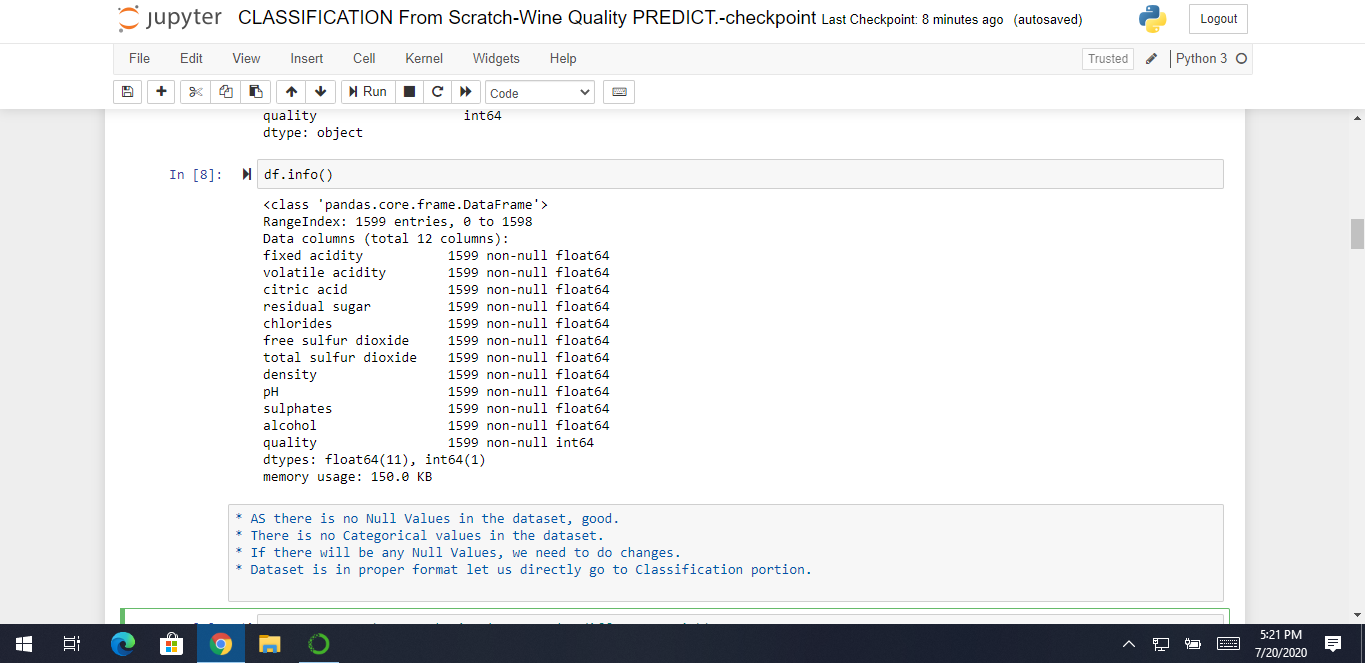 jupyter CLASSIFICATION From Scratch-Wine Quality PREDICT.-checkpoint Last Checkpoint: 8 minutes ago (autosaved) Logout
File Edit View Insert Cell Kernel Widgets Help Trusted Python 3
Run Code
quality int64
dtype: object
In [8]: df.info()
<class 'pandas.core.frame.DataFrame'>
RangeIndex: 1599 entries, 0 to 1598
Data columns (total 12 columns):
fixed acidity 1599 non-null float64
volatile acidity 1599 non-null float64
citric acid 1599 non-null float64
residual sugar 1599 non-null float64
chlorides 1599 non-null float64
free sulfur dioxide 1599 non-null float64
total sulfur dioxide 1599 non-null float64
density 1599 non-null float64
pH 1599 non-null float64
sulphates 1599 non-null float64
alcohol 1599 non-null float64
quality 1599 non-null int64
dtypes: float64(11), int64(1)
memory usage: 150.0 KB
* AS there is no Null Values in the dataset, good.
* There is no Categorical values in the dataset.
* If there will be any Null Values, we need to do changes.
* Dataset is in proper format let us directly go to Classification portion.
5:21 PM
7/20/2020